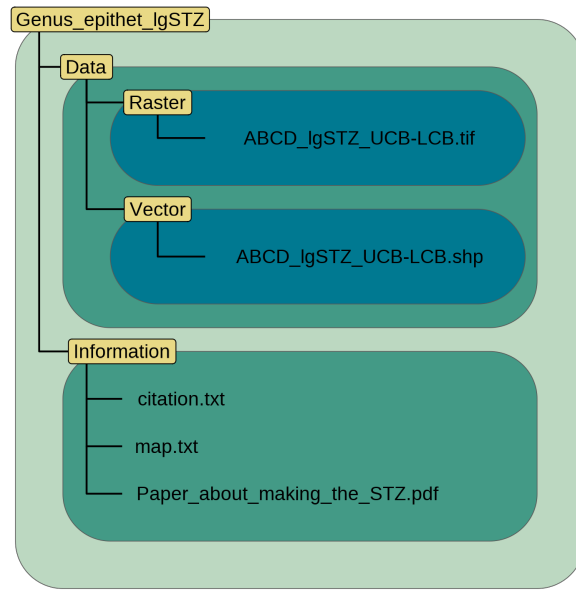 Genus_epithet_lgSTZ
Data
Raster
ABCD_lgSTZ_UCB-LCB.tif
Vector
ABCD_lgSTZ_UCB-LCB.shp
Information
citation.txt
map.txt
Paper_about_making_the_STZ.pdf